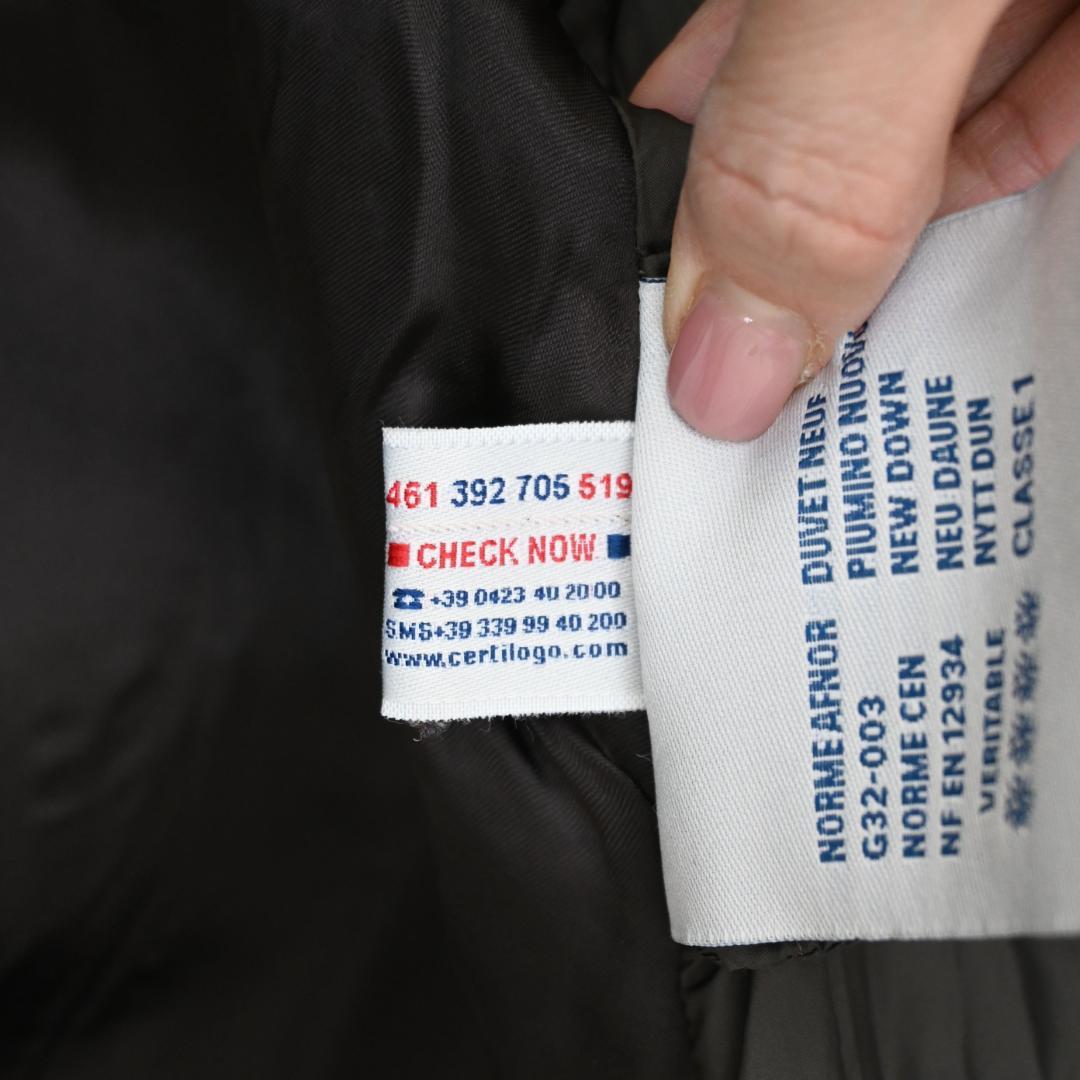 461 392 705 519
CHECK NOW
☎ +39 0423 40 20 00
SMS+39 339 99 40 200
www.certilogo.com
NORME AFNOR DUVET NEUF
G32-003 PIUMINO NUOVO
NORME CEN NEW DOWN
NF EN 12934 NEU DAUNE
VERITABLE NYTT DUN
CLASSE 1